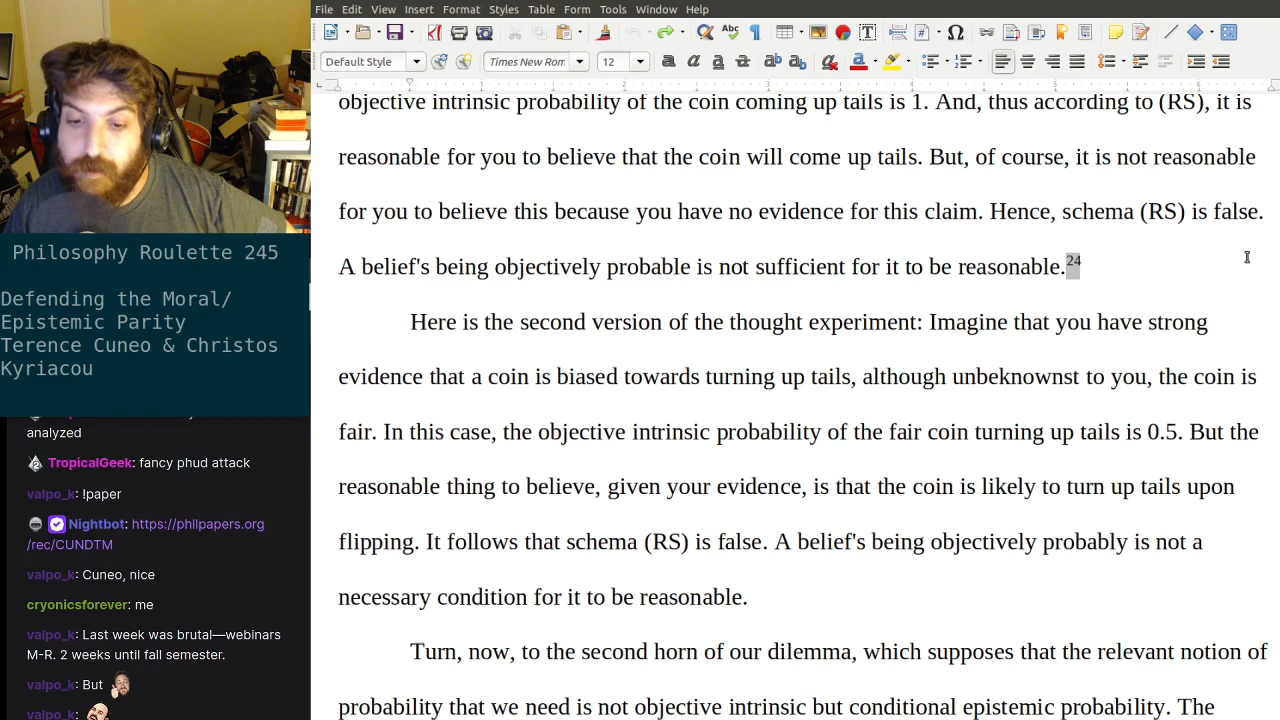 File Edit View Insert Format Styles Table Form Tools Window Help
Default Style
Times New Rom
12
objective intrinsic probability of the coin coming up tails is 1. And, thus according to (RS), it is
reasonable for you to believe that the coin will come up tails. But, of course, it is not reasonable
for you to believe this because you have no evidence for this claim. Hence, schema (RS) is false.
A belief's being objectively probable is not sufficient for it to be reasonable.24
Here is the second version of the thought experiment: Imagine that you have strong
evidence that a coin is biased towards turning up tails, although unbeknownst to you, the coin is
fair. In this case, the objective intrinsic probability of the fair coin turning up tails is 0.5. But the
reasonable thing to believe, given your evidence, is that the coin is likely to turn up tails upon
flipping. It follows that schema (RS) is false. A belief's being objectively probably is not a
necessary condition for it to be reasonable.
Turn, now, to the second horn of our dilemma, which supposes that the relevant notion of
probability that we need is not objective intrinsic but conditional epistemic probability. The
Philosophy Roulette 245
Defending the Moral/
Epistemic Parity
Terence Cuneo & Christos
Kyriacou
analyzed
TropicalGeek: fancy phud attack
valpo_k: !paper
Nightbot: https://philpapers.org
/rec/CUNDTM
valpo_k: Cuneo, nice
cryonicsforever: me
valpo_k: Last week was brutal—webinars
M-R. 2 weeks until fall semester.
valpo_k: But
valpo_k: